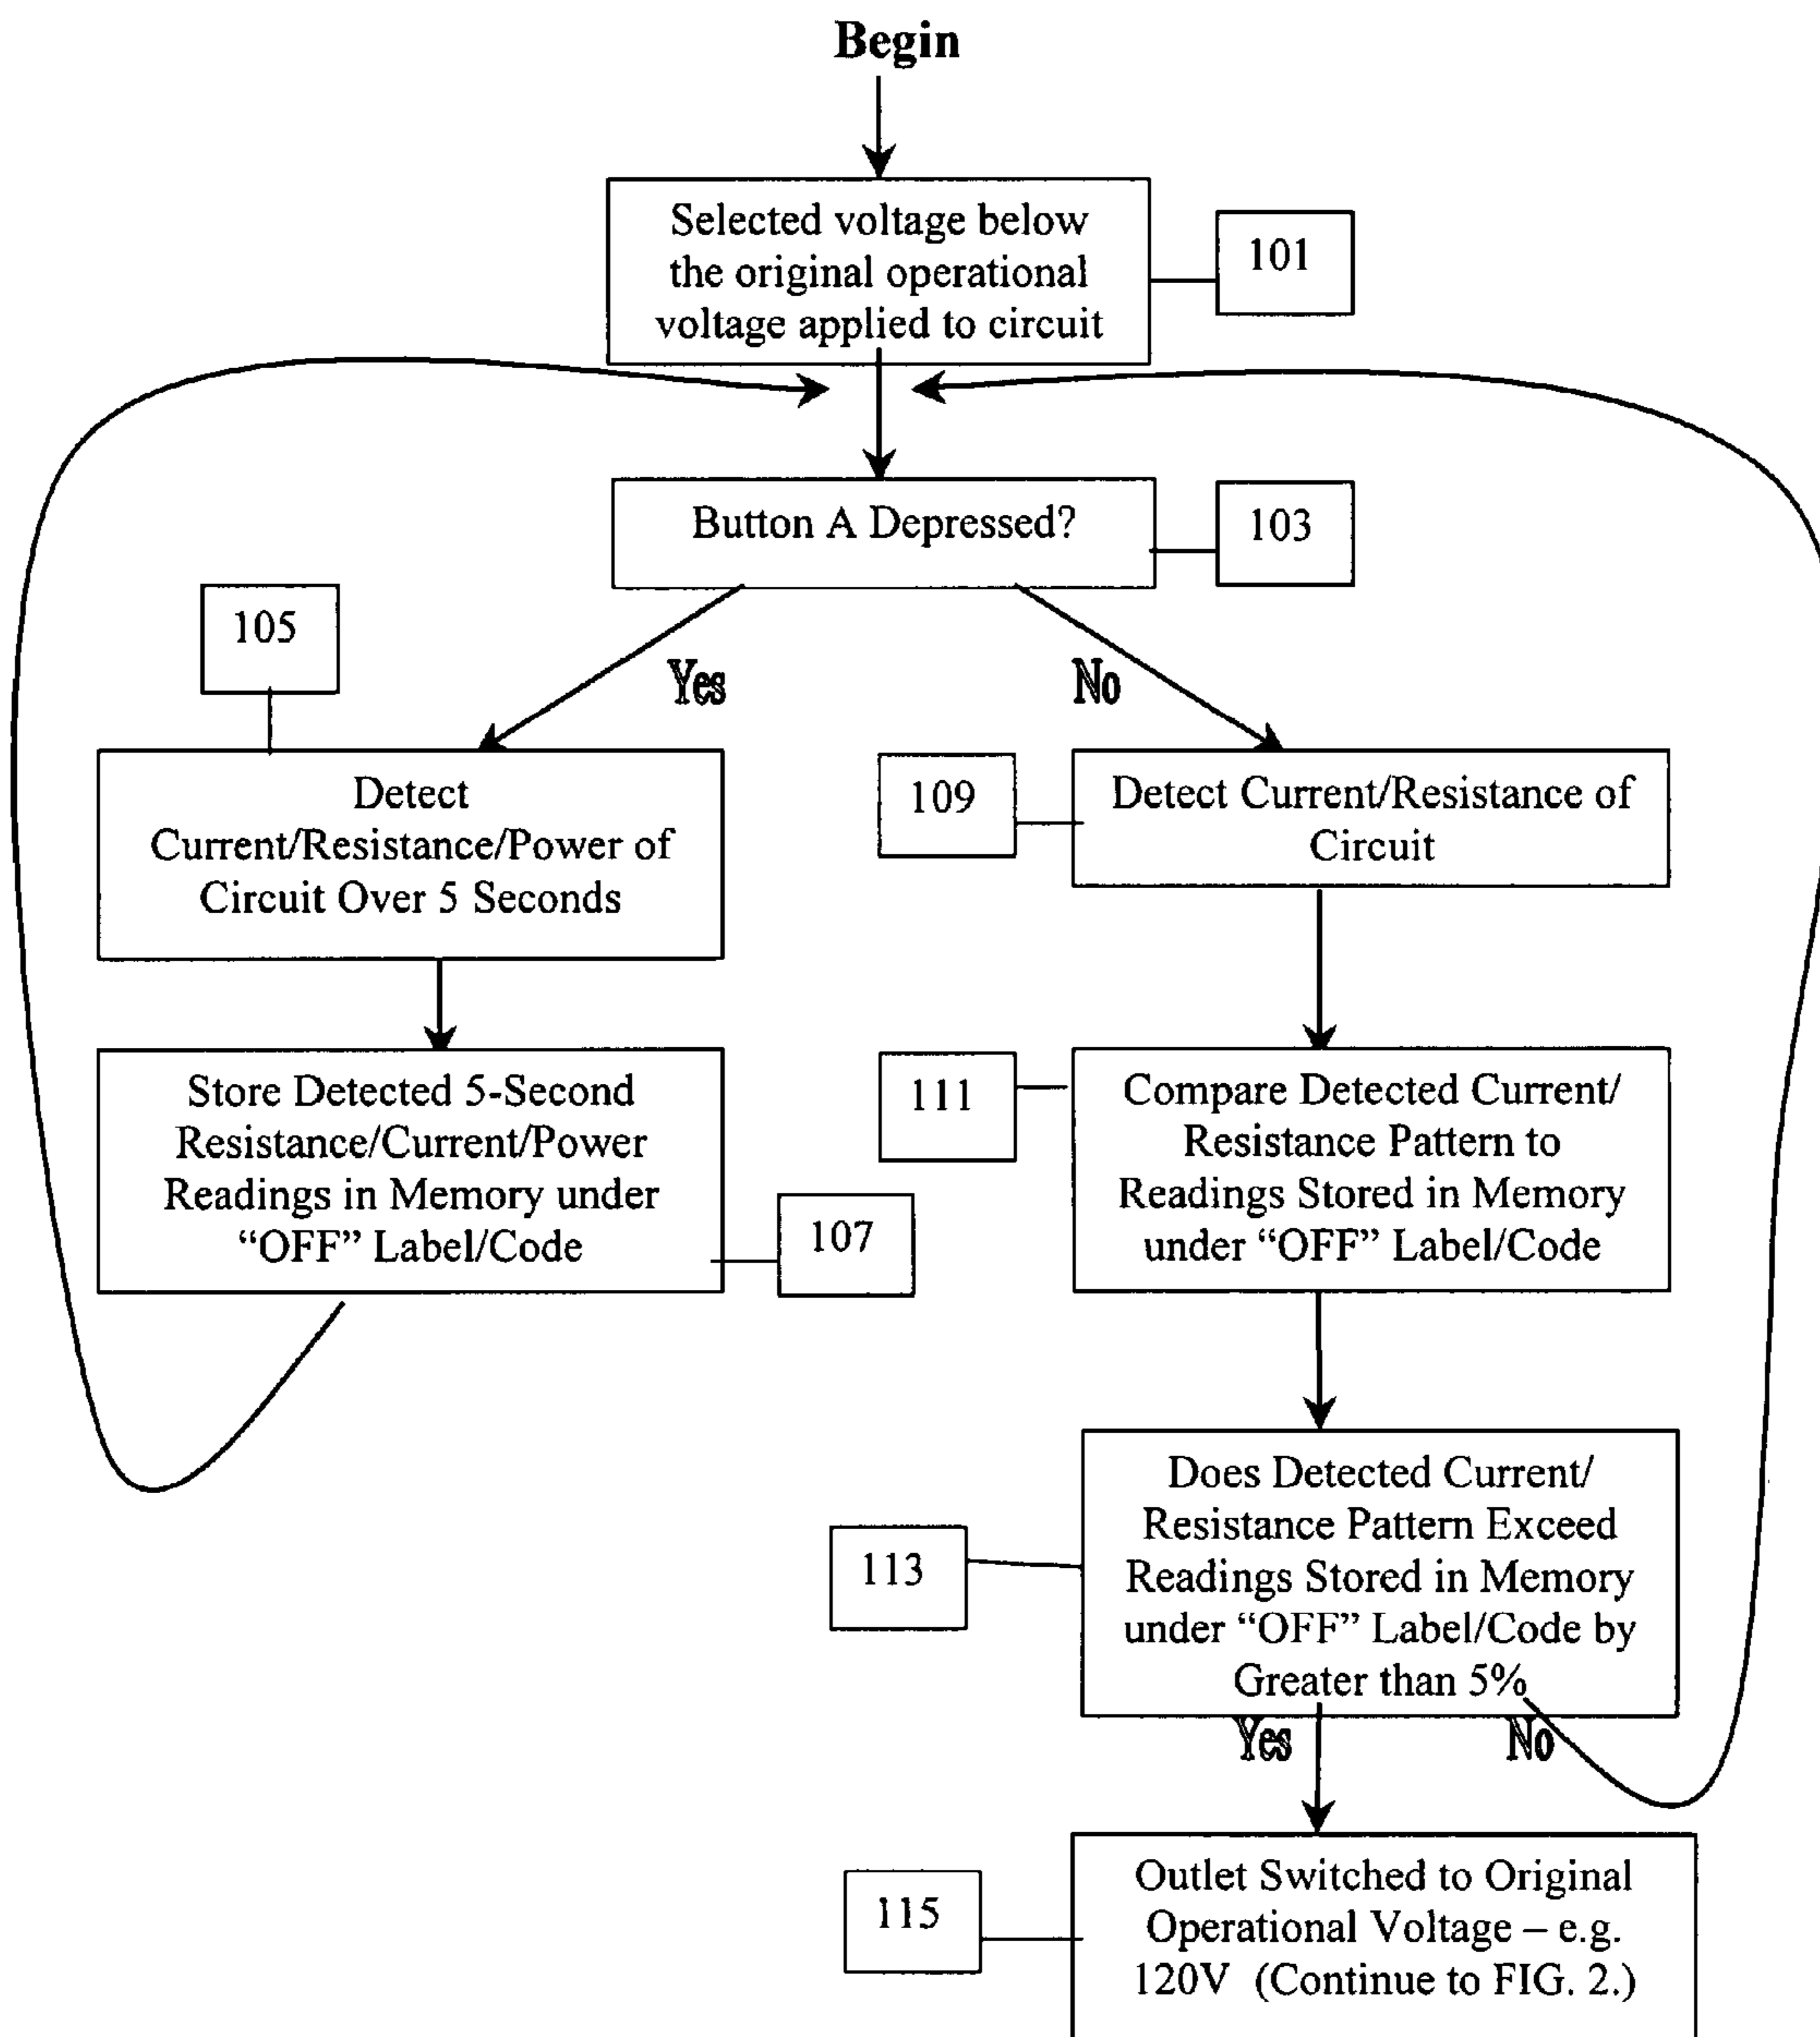 Begin
Selected voltage below
the original operational
voltage applied to circuit
101
Button A Depressed?
103
Yes
No
105
Detect
Current/Resistance/Power of
Circuit Over 5 Seconds
109
Detect Current/Resistance of
Circuit
Store Detected 5-Second
Resistance/Current/Power
Readings in Memory under
“OFF” Label/Code
107
111
Compare Detected Current/
Resistance Pattern to
Readings Stored in Memory
under “OFF” Label/Code
113
Does Detected Current/
Resistance Pattern Exceed
Readings Stored in Memory
under “OFF” Label/Code by
Greater than 5%
Yes
No
115
Outlet Switched to Original
Operational Voltage – e.g.
120V (Continue to FIG. 2.)